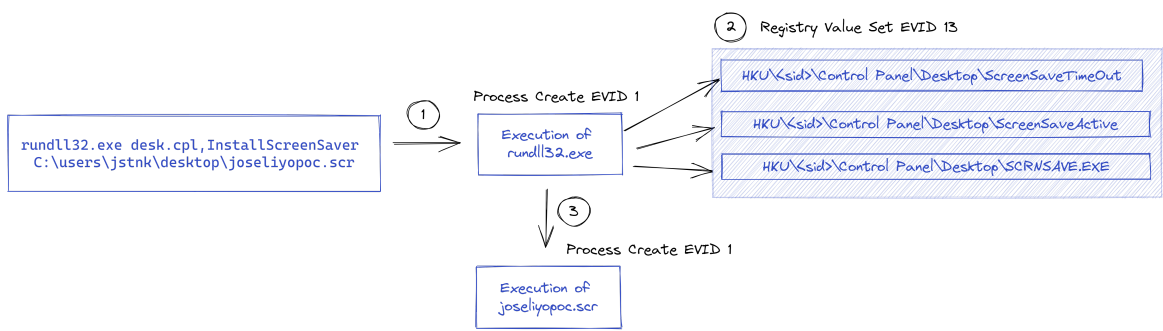 2 Registry Value Set EVID 13
HKU\<sid>\Control Panel\Desktop\ScreenSaveTimeOut
Process Create EVID 1
1
rundll32.exe desk.cpl,InstallScreenSaver
C:\users\jstnk\desktop\joseliyopoc.scr
Execution of
rundll32.exe
HKU\<sid>\Control Panel\Desktop\ScreenSaveActive
HKU\<sid>\Control Panel\Desktop\SCRNSAVE.EXE
3
Process Create EVID 1
Execution of
joseliyopoc.scr